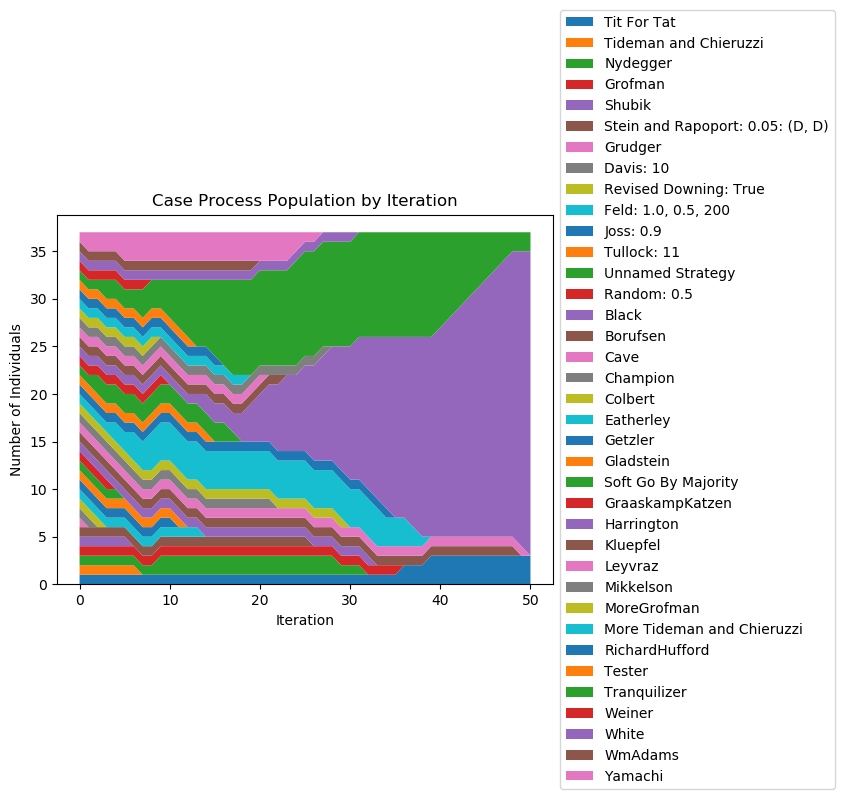 Case Process Population by Iteration
Number of Individuals
35
30
25
20
15
10
5
0
0 10 20 30 40 50
Iteration
Tit For Tat
Tideman and Chieruzzi
Nydegger
Grofman
Shubik
Stein and Rapoport: 0.05: (D, D)
Grudger
Davis: 10
Revised Downing: True
Feld: 1.0, 0.5, 200
Joss: 0.9
Tullock: 11
Unnamed Strategy
Random: 0.5
Black
Borufsen
Cave
Champion
Colbert
Eatherley
Getzler
Gladstein
Soft Go By Majority
GraaskampKatzen
Harrington
Kluepfel
Leyvraz
Mikkelson
MoreGrofman
More Tideman and Chieruzzi
RichardHufford
Tester
Tranquilizer
Weiner
White
WmAdams
Yamachi